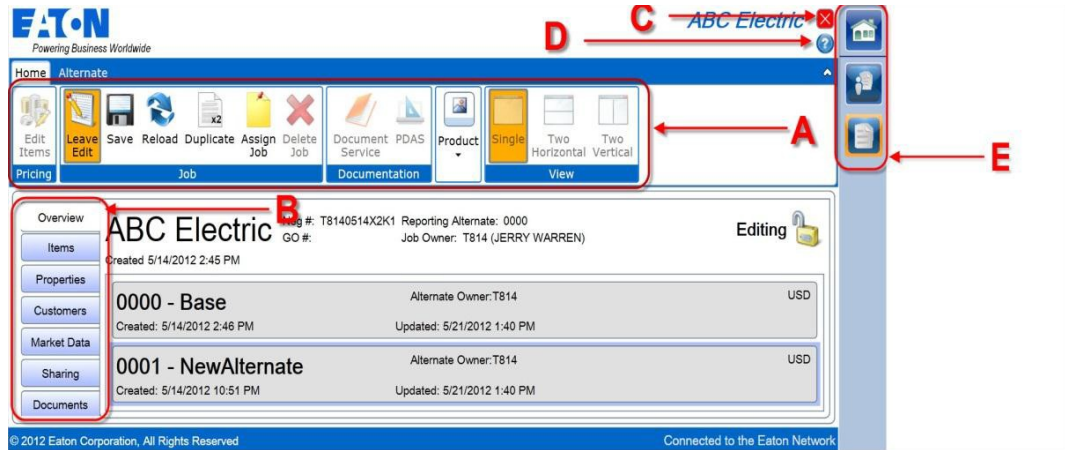 EATON
Powering Business Worldwide
ABC Electric
C
D
Home Alternate
Edit Items
Leave Edit
Save
Reload
x2
Duplicate
Assign Job
Delete Job
Document Service
PDAS
Product
Single
Two Horizontal
Two Vertical
Pricing
Job
Documentation
View
A
E
B
Overview
Items
Properties
Customers
Market Data
Sharing
Documents
ABC Electric
#: T8140514X2K1 Reporting Alternate: 0000
GO #: Job Owner: T814 (JERRY WARREN)
Created 5/14/2012 2:45 PM
Editing
0000 - Base Alternate Owner:T814 USD
Created: 5/14/2012 2:46 PM Updated: 5/21/2012 1:40 PM
0001 - NewAlternate Alternate Owner:T814 USD
Created: 5/14/2012 10:51 PM Updated: 5/21/2012 1:40 PM
© 2012 Eaton Corporation, All Rights Reserved Connected to the Eaton Network